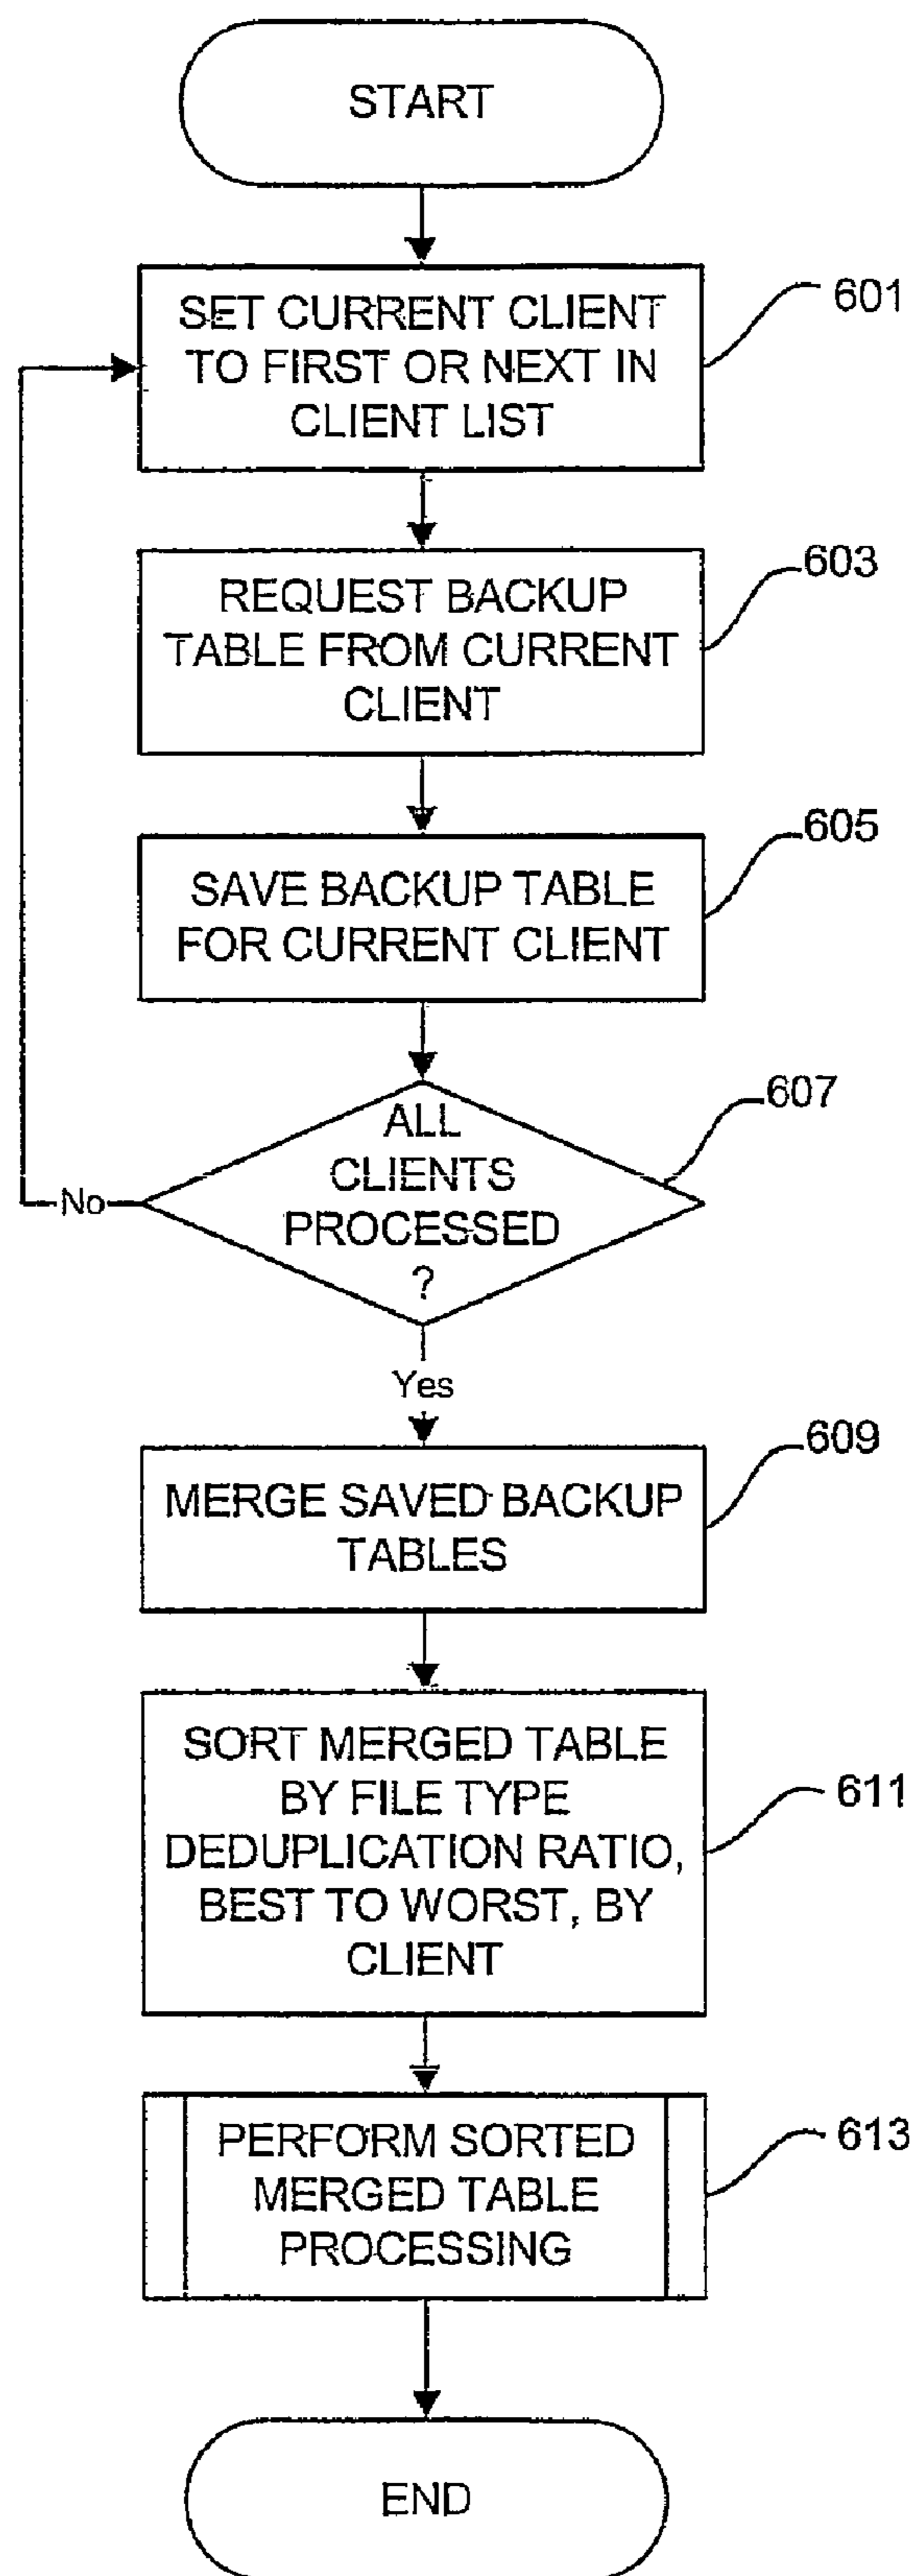 START
SET CURRENT CLIENT
TO FIRST OR NEXT IN
CLIENT LIST
601
REQUEST BACKUP
TABLE FROM CURRENT
CLIENT
603
SAVE BACKUP TABLE
FOR CURRENT CLIENT
605
ALL
CLIENTS
PROCESSED
?
607
No
Yes
MERGE SAVED BACKUP
TABLES
609
SORT MERGED TABLE
BY FILE TYPE
DEDUPLICATION RATIO,
BEST TO WORST, BY
CLIENT
611
PERFORM SORTED
MERGED TABLE
PROCESSING
613
END